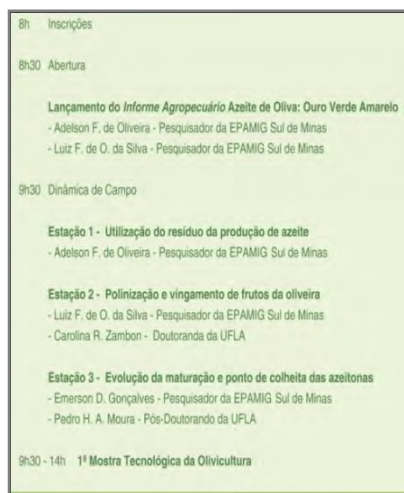 8h Inscrições
8h30 Abertura
Lançamento do Informe Agropecuário Azeite de Oliva: Ouro Verde Amarelo
- Adelson F. de Oliveira - Pesquisador da EPAMIG Sul de Minas
- Luiz F. de O. da Silva - Pesquisador da EPAMIG Sul de Minas
9h30 Dinâmica de Campo
Estação 1 - Utilização do resíduo da produção de azeite
- Adelson F. de Oliveira - Pesquisador da EPAMIG Sul de Minas
Estação 2 - Polinização e vingamento de frutos da oliveira
- Luiz F. de O. da Silva - Pesquisador da EPAMIG Sul de Minas
- Carolina R. Zambon - Doutoranda da UFLA
Estação 3 - Evolução da maturação e ponto de colheita das azeitonas
- Emerson D. Gonçalves - Pesquisador da EPAMIG Sul de Minas
- Pedro H. A. Moura - Pós-Doutorando da UFLA
9h30 - 14h 1ª Mostra Tecnológica da Olivicultura